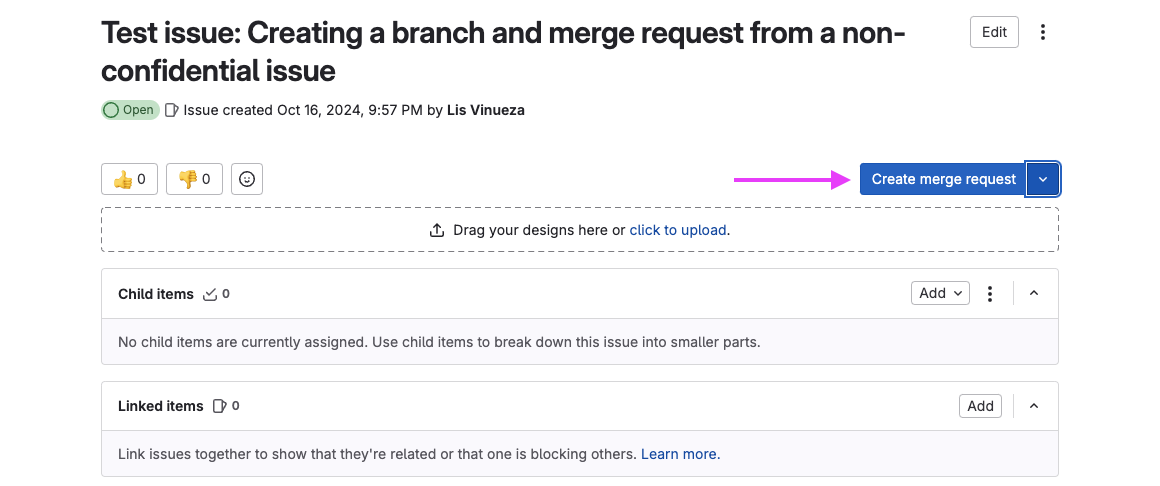 Test issue: Creating a branch and merge request from a non-
confidential issue
Edit
Open Issue created Oct 16, 2024, 9:57 PM by Lis Vinueza
👍 0 👎 0
Create merge request
Drag your designs here or click to upload.
Child items 0
Add
No child items are currently assigned. Use child items to break down this issue into smaller parts.
Linked items 0
Add
Link issues together to show that they're related or that one is blocking others. Learn more.